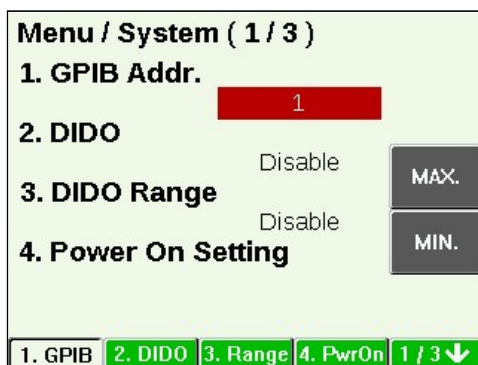 Menu / System ( 1 / 3 )
1. GPIB Addr.
1
2. DIDO
Disable
MAX.
3. DIDO Range
Disable
MIN.
4. Power On Setting
1. GPIB 2. DIDO 3. Range 4. PwrOn 1 / 3 ↓